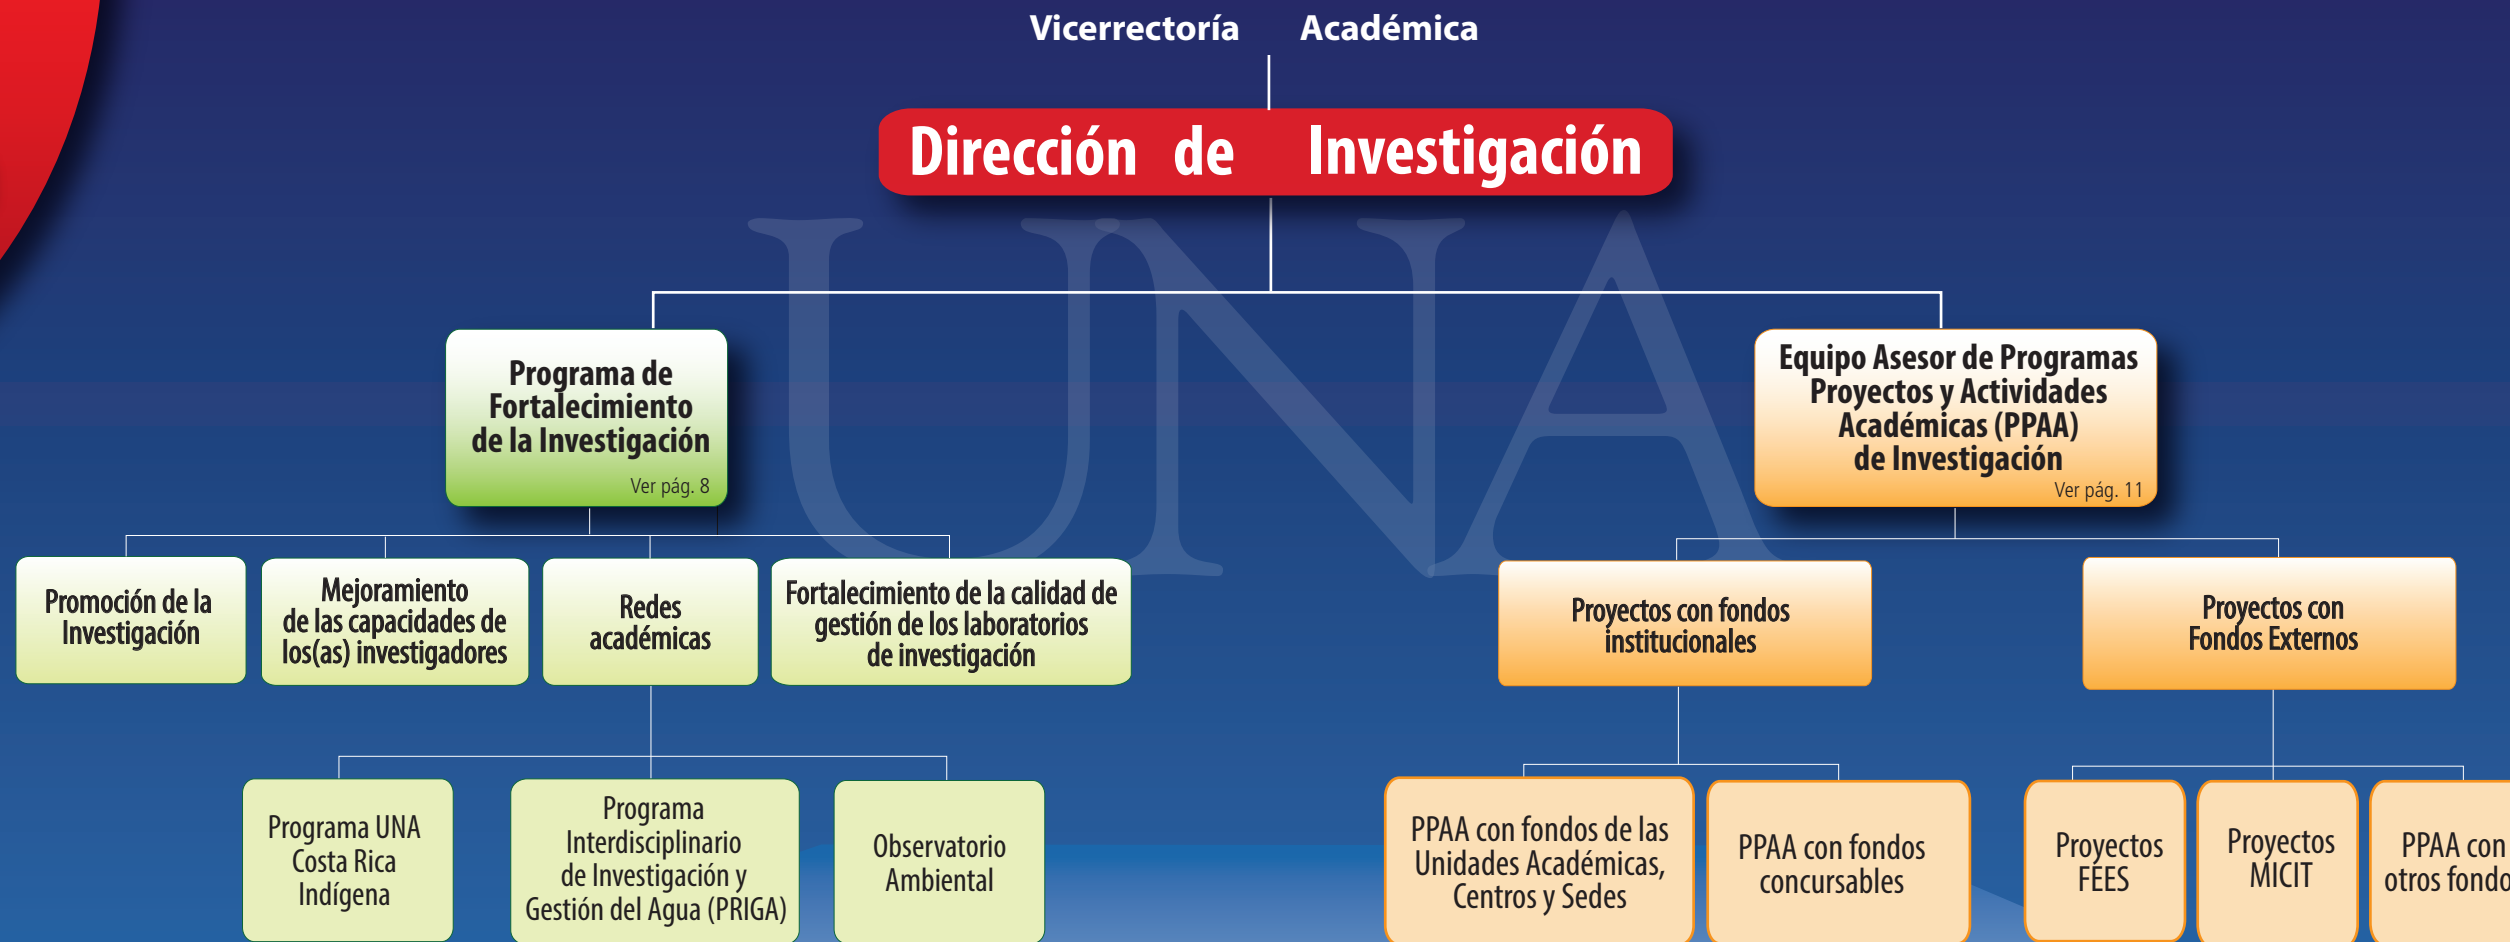 Vicerrectoría Académica
Dirección de Investigación
UNA
Programa de
Fortalecimiento
de la Investigación
Ver pág. 8
Equipo Asesor de Programas
Proyectos y Actividades
Académicas (PPAA)
de Investigación
Ver pág. 11
Promoción de la
Investigación
Mejoramiento
de las capacidades de
los(as) investigadores
Redes
académicas
Fortalecimiento de la calidad de
gestión de los laboratorios
de investigación
Proyectos con fondos
institucionales
Proyectos con
Fondos Externos
Programa UNA
Costa Rica
Indígena
Programa
Interdisciplinario
de Investigación y
Gestión del Agua (PRIGA)
Observatorio
Ambiental
PPAA con fondos de las
Unidades Académicas,
Centros y Sedes
PPAA con fondos
concursables
Proyectos
FEES
Proyectos
MICIT
PPAA con
otros fondo